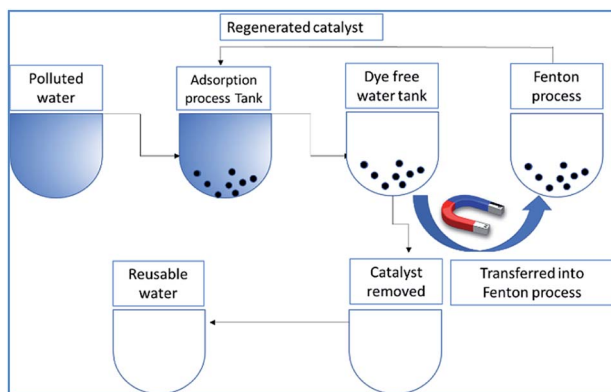 Regenerated catalyst
Polluted
water
Adsorption
process Tank
Dye free
water tank
Fenton
process
Reusable
water
Catalyst
removed
Transferred into
Fenton process